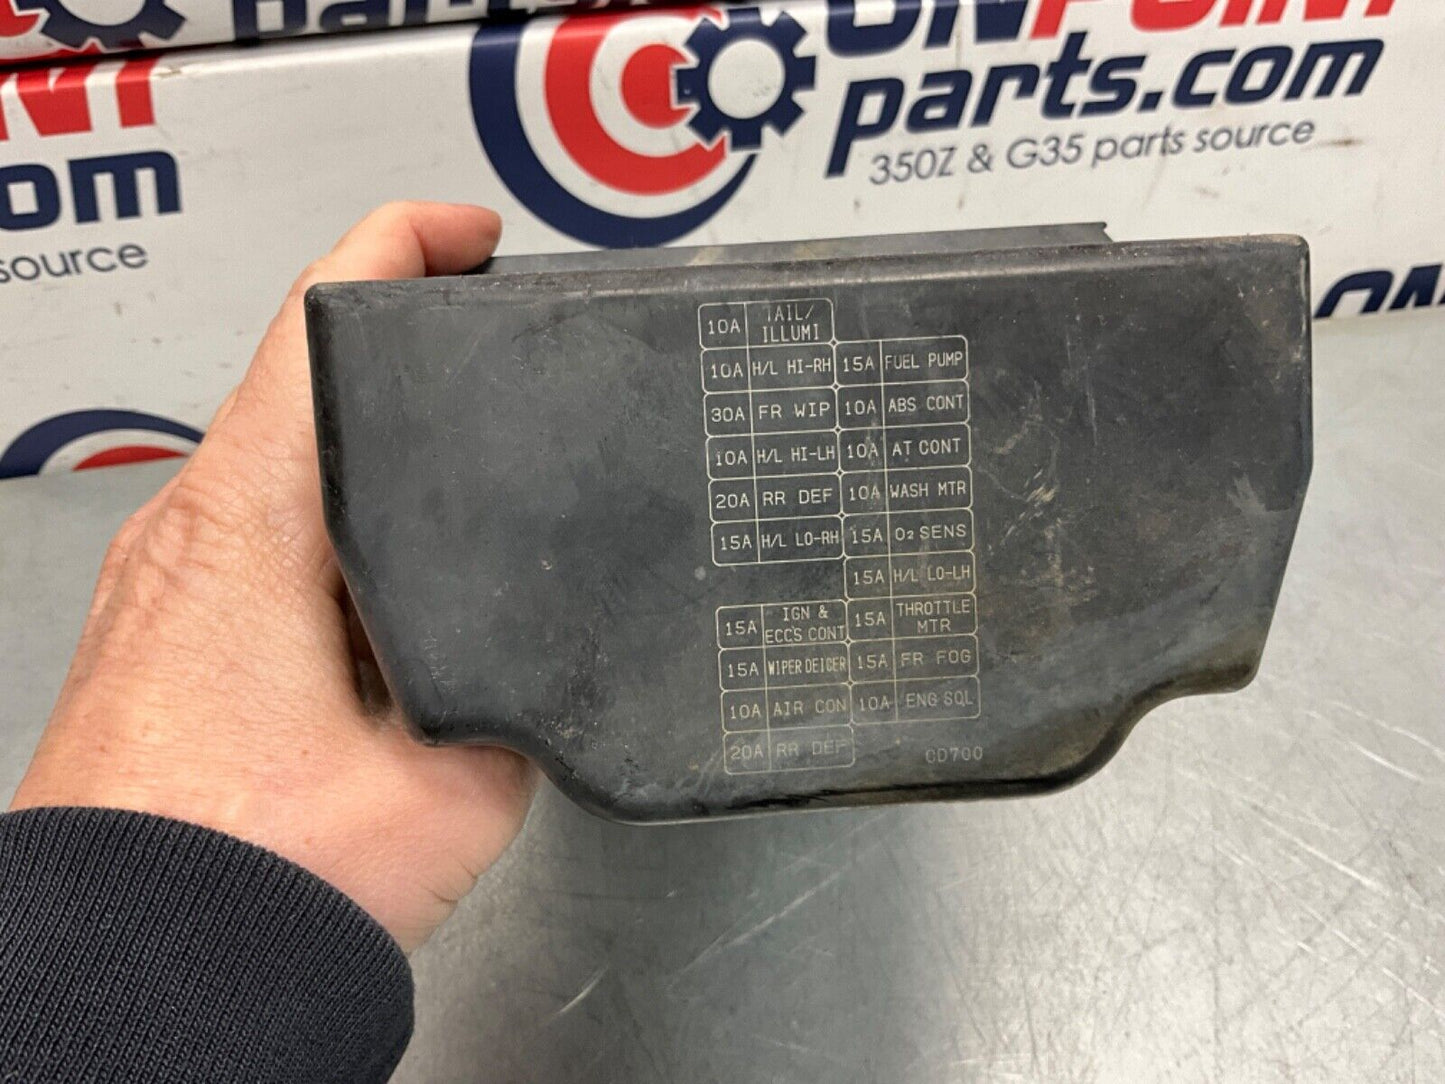 Parts
ONPOINT
parts.com
350Z & G35 parts source
om
source
10A TAIL/
ILLUMI
10A H/L HI-RH 15A FUEL PUMP
30A FR WIP 10A ABS CONT
10A H/L HI-LH 10A AT CONT
20A RR DEF 10A WASH MTR
15A H/L LO-RH 15A O2 SENS
15A H/L LO-LH
15A IGN &
ECCS CONT 15A THROTTLE
MTR
15A WIPER DEICER 15A FR FOG
10A AIR CON 10A ENG SOL
20A RR DEF
CD700